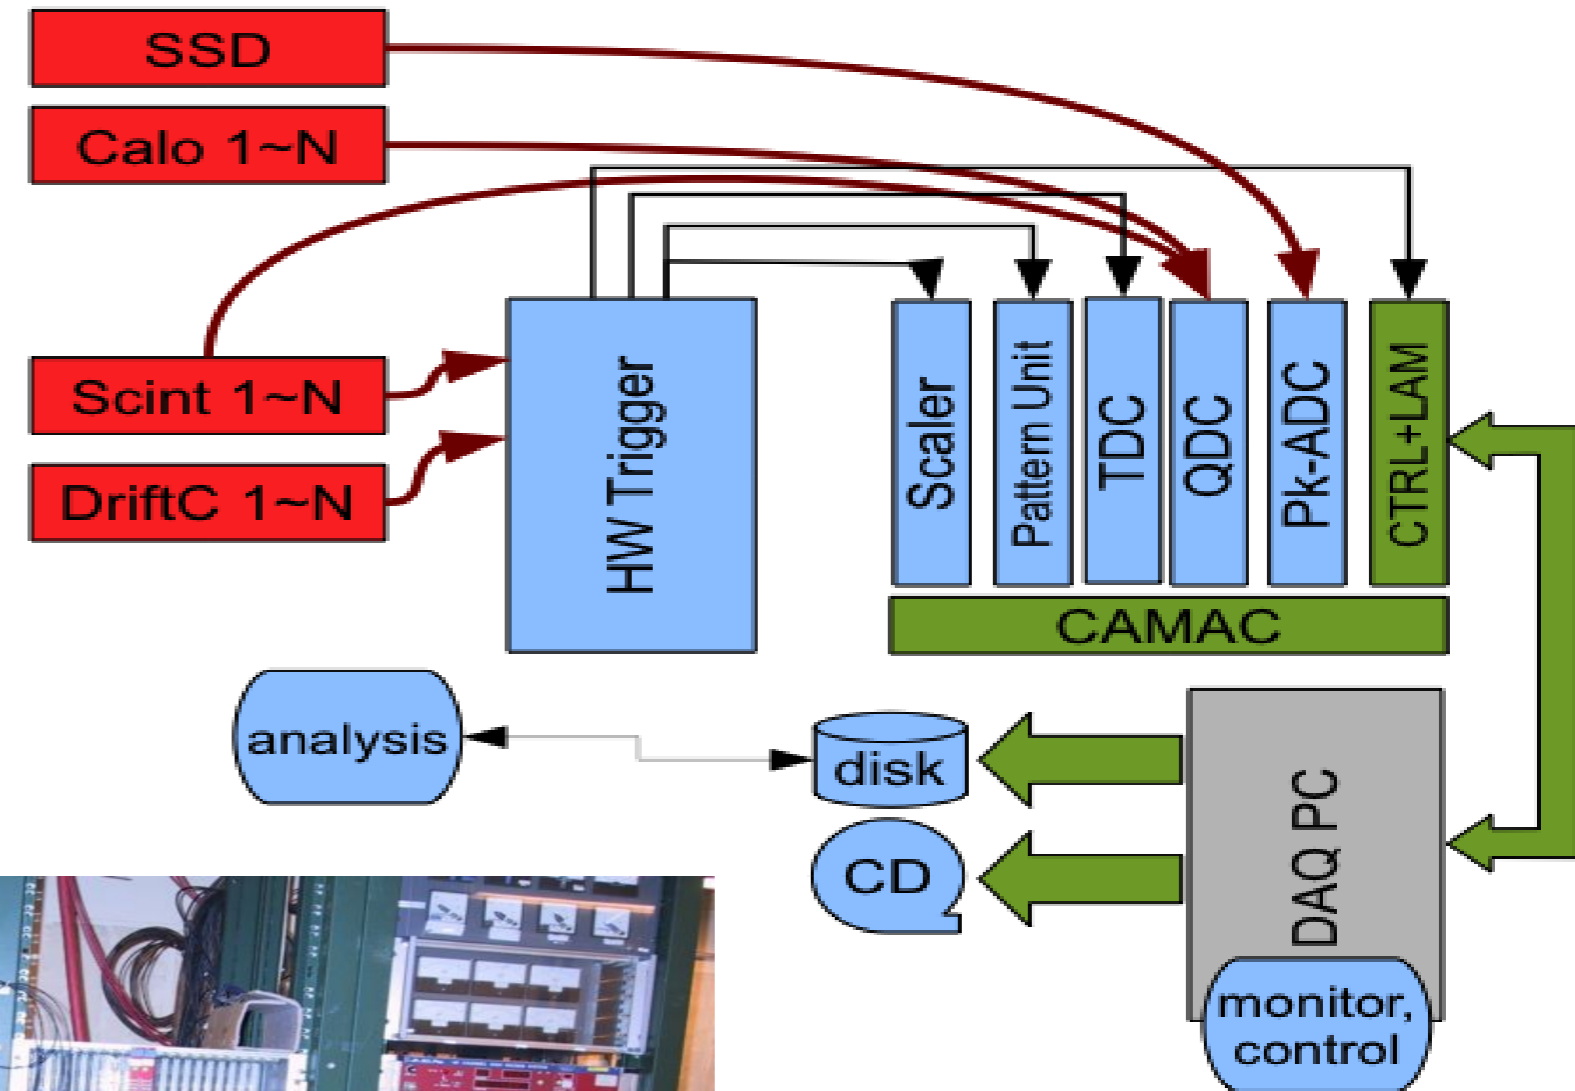 SSD
Calo 1~N
Scint 1~N
DriftC 1~N
HW Trigger
Scaler
Pattern Unit
TDC
QDC
Pk-ADC
CTRL+LAM
CAMAC
analysis
disk
CD
DAQ PC
monitor,
control